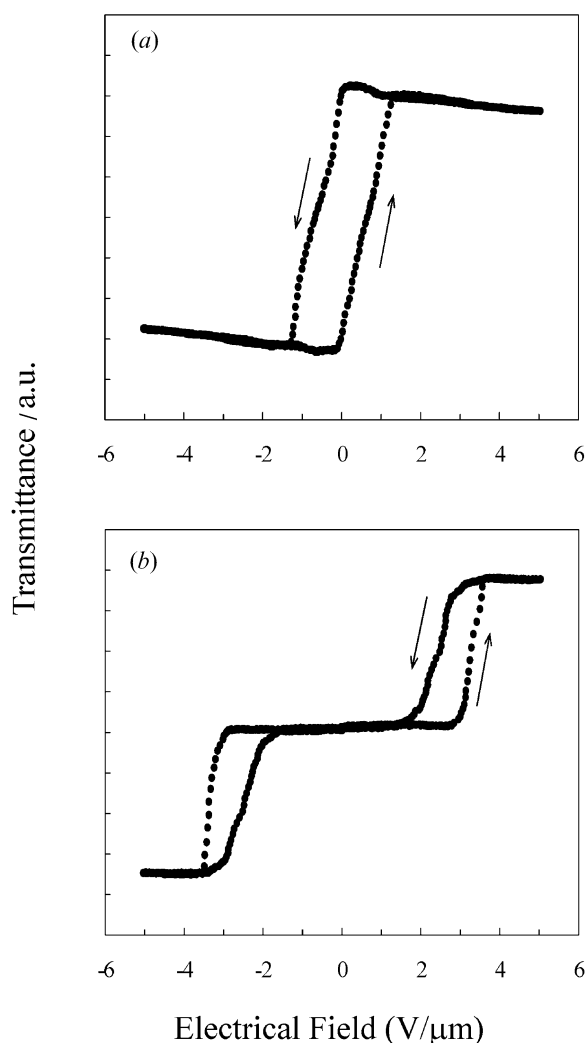 (a)
-6 -4 -2 0 2 4 6
Transmittance / a.u.
(b)
-6 -4 -2 0 2 4 6
Electrical Field (V/μm)